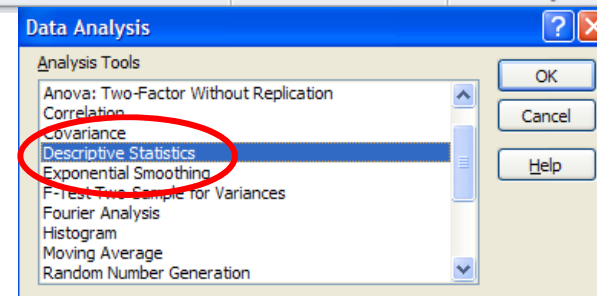 Data Analysis
?
Analysis Tools
OK
Anova: Two-Factor Without Replication
Correlation
Cancel
Covariance
Descriptive Statistics
Help
Exponential Smoothing
F-Test Two-Sample for Variances
Fourier Analysis
Histogram
Moving Average
Random Number Generation